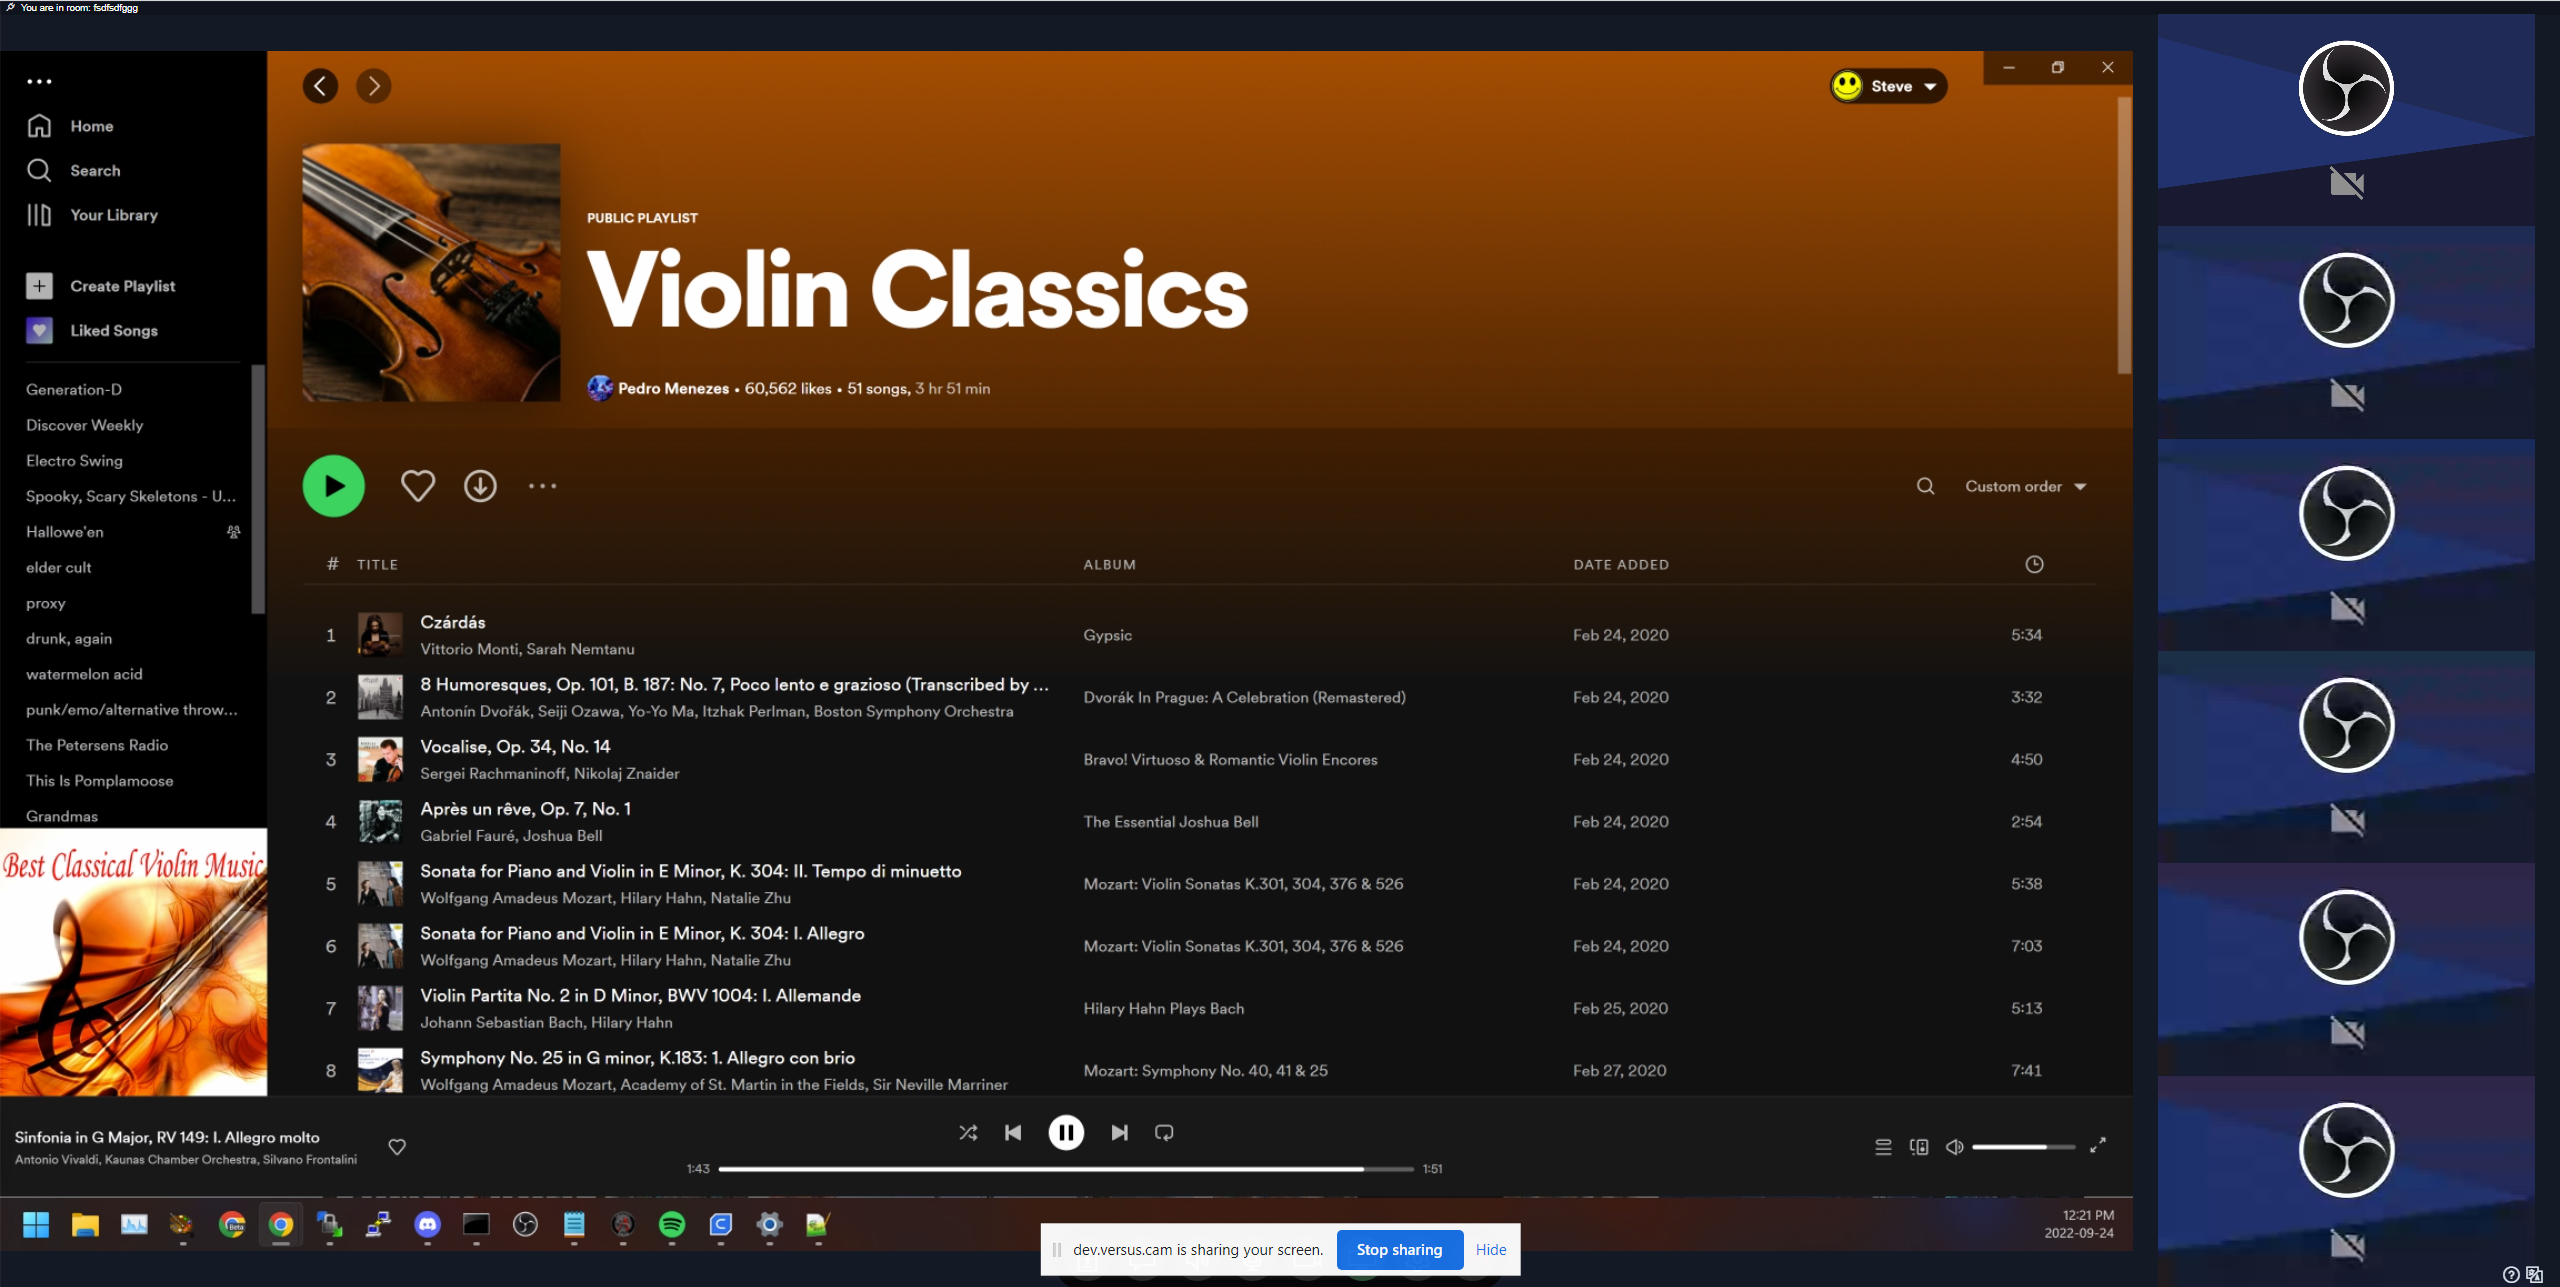 You are in room: fsdfsdfggg
Home
Search
Your Library
Create Playlist
Liked Songs
Generation-D
Discover Weekly
Electro Swing
Spooky, Scary Skeletons - U...
Hallowe'en
elder cult
proxy
drunk, again
watermelon acid
punk/emo/alternative throw...
The Petersens Radio
This Is Pomplamoose
Grandmas
Best Classical Violin Music
Steve
PUBLIC PLAYLIST
Violin Classics
Pedro Menezes • 60,562 likes • 51 songs, 3 hr 51 min
Custom order
# TITLE ALBUM DATE ADDED
1 Czárdás Gypsic Feb 24, 2020 5:34
Vittorio Monti, Sarah Nemtanu
2 8 Humoresques, Op. 101, B. 187: No. 7, Poco lento e grazioso (Transcribed by ... Dvorák In Prague: A Celebration (Remastered) Feb 24, 2020 3:32
Antonín Dvořák, Seiji Ozawa, Yo-Yo Ma, Itzhak Perlman, Boston Symphony Orchestra
3 Vocalise, Op. 34, No. 14 Bravo! Virtuoso & Romantic Violin Encores Feb 24, 2020 4:50
Sergei Rachmaninoff, Nikolaj Znaider
4 Après un rêve, Op. 7, No. 1 The Essential Joshua Bell Feb 24, 2020 2:54
Gabriel Fauré, Joshua Bell
5 Sonata for Piano and Violin in E Minor, K. 304: II. Tempo di minuetto Mozart: Violin Sonatas K.301, 304, 376 & 526 Feb 24, 2020 5:38
Wolfgang Amadeus Mozart, Hilary Hahn, Natalie Zhu
6 Sonata for Piano and Violin in E Minor, K. 304: I. Allegro Mozart: Violin Sonatas K.301, 304, 376 & 526 Feb 24, 2020 7:03
Wolfgang Amadeus Mozart, Hilary Hahn, Natalie Zhu
7 Violin Partita No. 2 in D Minor, BWV 1004: I. Allemande Hilary Hahn Plays Bach Feb 25, 2020 5:13
Johann Sebastian Bach, Hilary Hahn
8 Symphony No. 25 in G minor, K.183: 1. Allegro con brio Mozart: Symphony No. 40, 41 & 25 Feb 27, 2020 7:41
Wolfgang Amadeus Mozart, Academy of St. Martin in the Fields, Sir Neville Marriner
Sinfonia in G Major, RV 149: I. Allegro molto
Antonio Vivaldi, Kaunas Chamber Orchestra, Silvano Frontalini
1:43 1:51
Beta
12:21 PM
2022-09-24
dev.versus.cam is sharing your screen. Stop sharing Hide